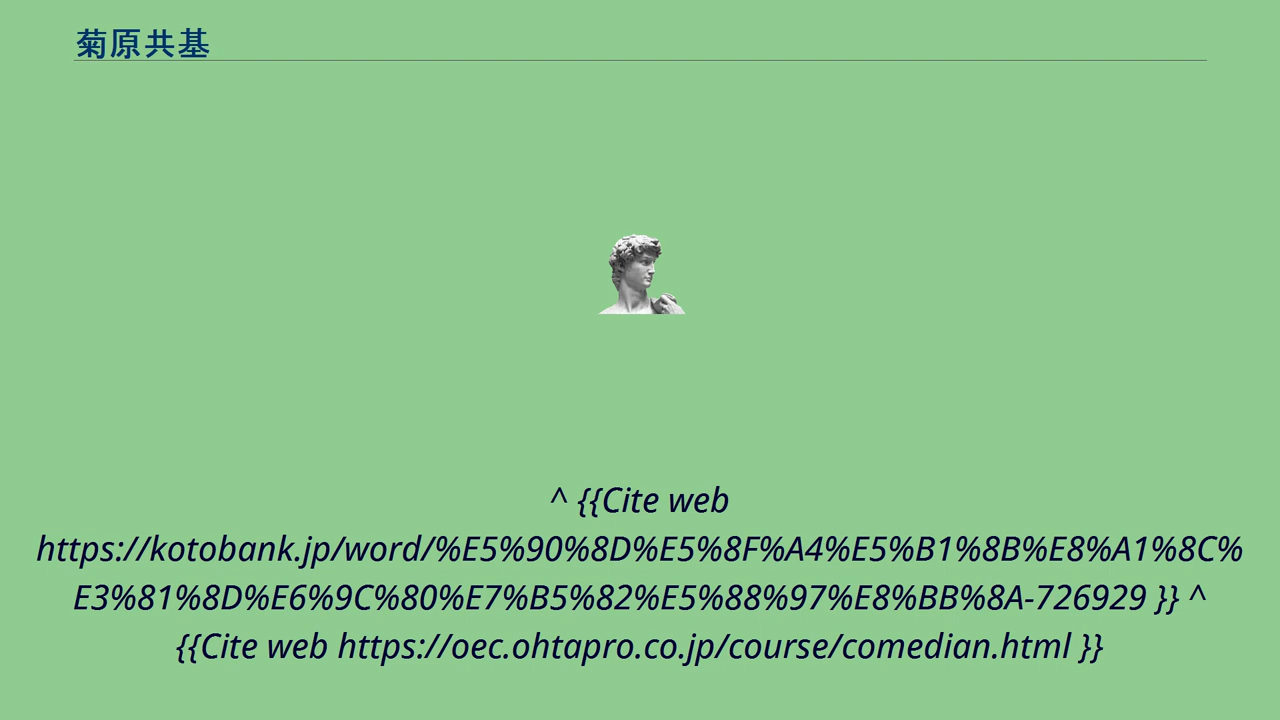 菊原共基
^ {{Cite web
https://kotobank.jp/word/%E5%90%8D%E5%8F%A4%E5%B1%8B%E8%A1%8C%
E3%81%8D%E6%9C%80%E7%B5%82%E5%88%97%E8%BB%8A-726929 }} ^
{{Cite web https://oec.ohtapro.co.jp/course/comedian.html }}